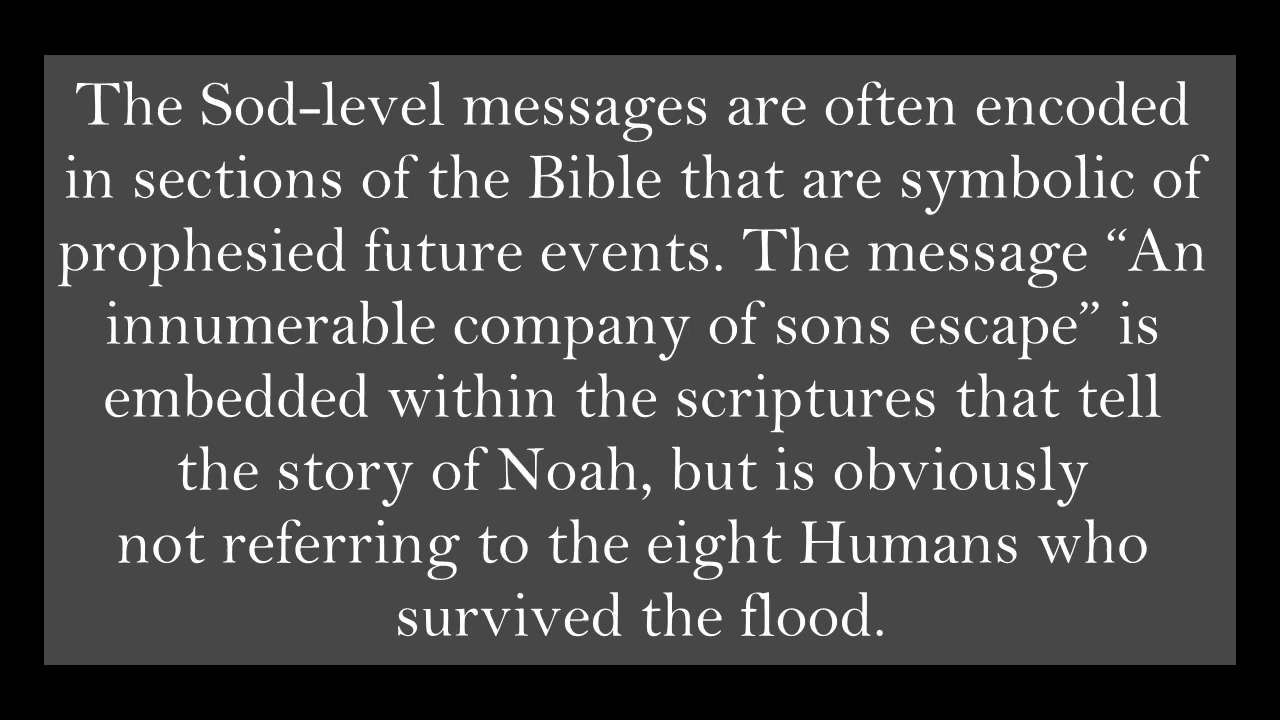 The Sod-level messages are often encoded
in sections of the Bible that are symbolic of
prophesied future events. The message “An
innumerable company of sons escape” is
embedded within the scriptures that tell
the story of Noah, but is obviously
not referring to the eight Humans who
survived the flood.